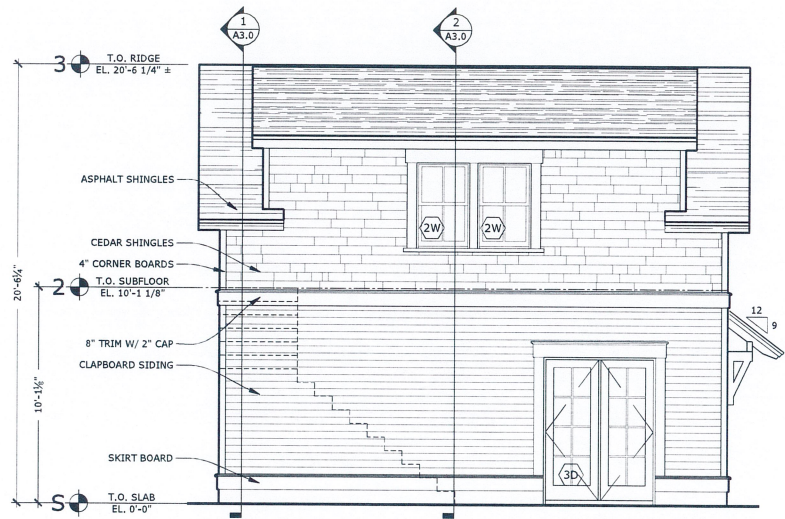 1
A3.0
2
A3.0
3
T.O. RIDGE
EL. 20'-6 1/4" ±
ASPHALT SHINGLES
2W
2W
CEDAR SHINGLES
4" CORNER BOARDS
2
T.O. SUBFLOOR
EL. 10'-1 1/8"
20'-6¼"
12
9
8" TRIM W/ 2" CAP
CLAPBOARD SIDING
10'-1⅛"
SKIRT BOARD
3D
S
T.O. SLAB
EL. 0'-0"